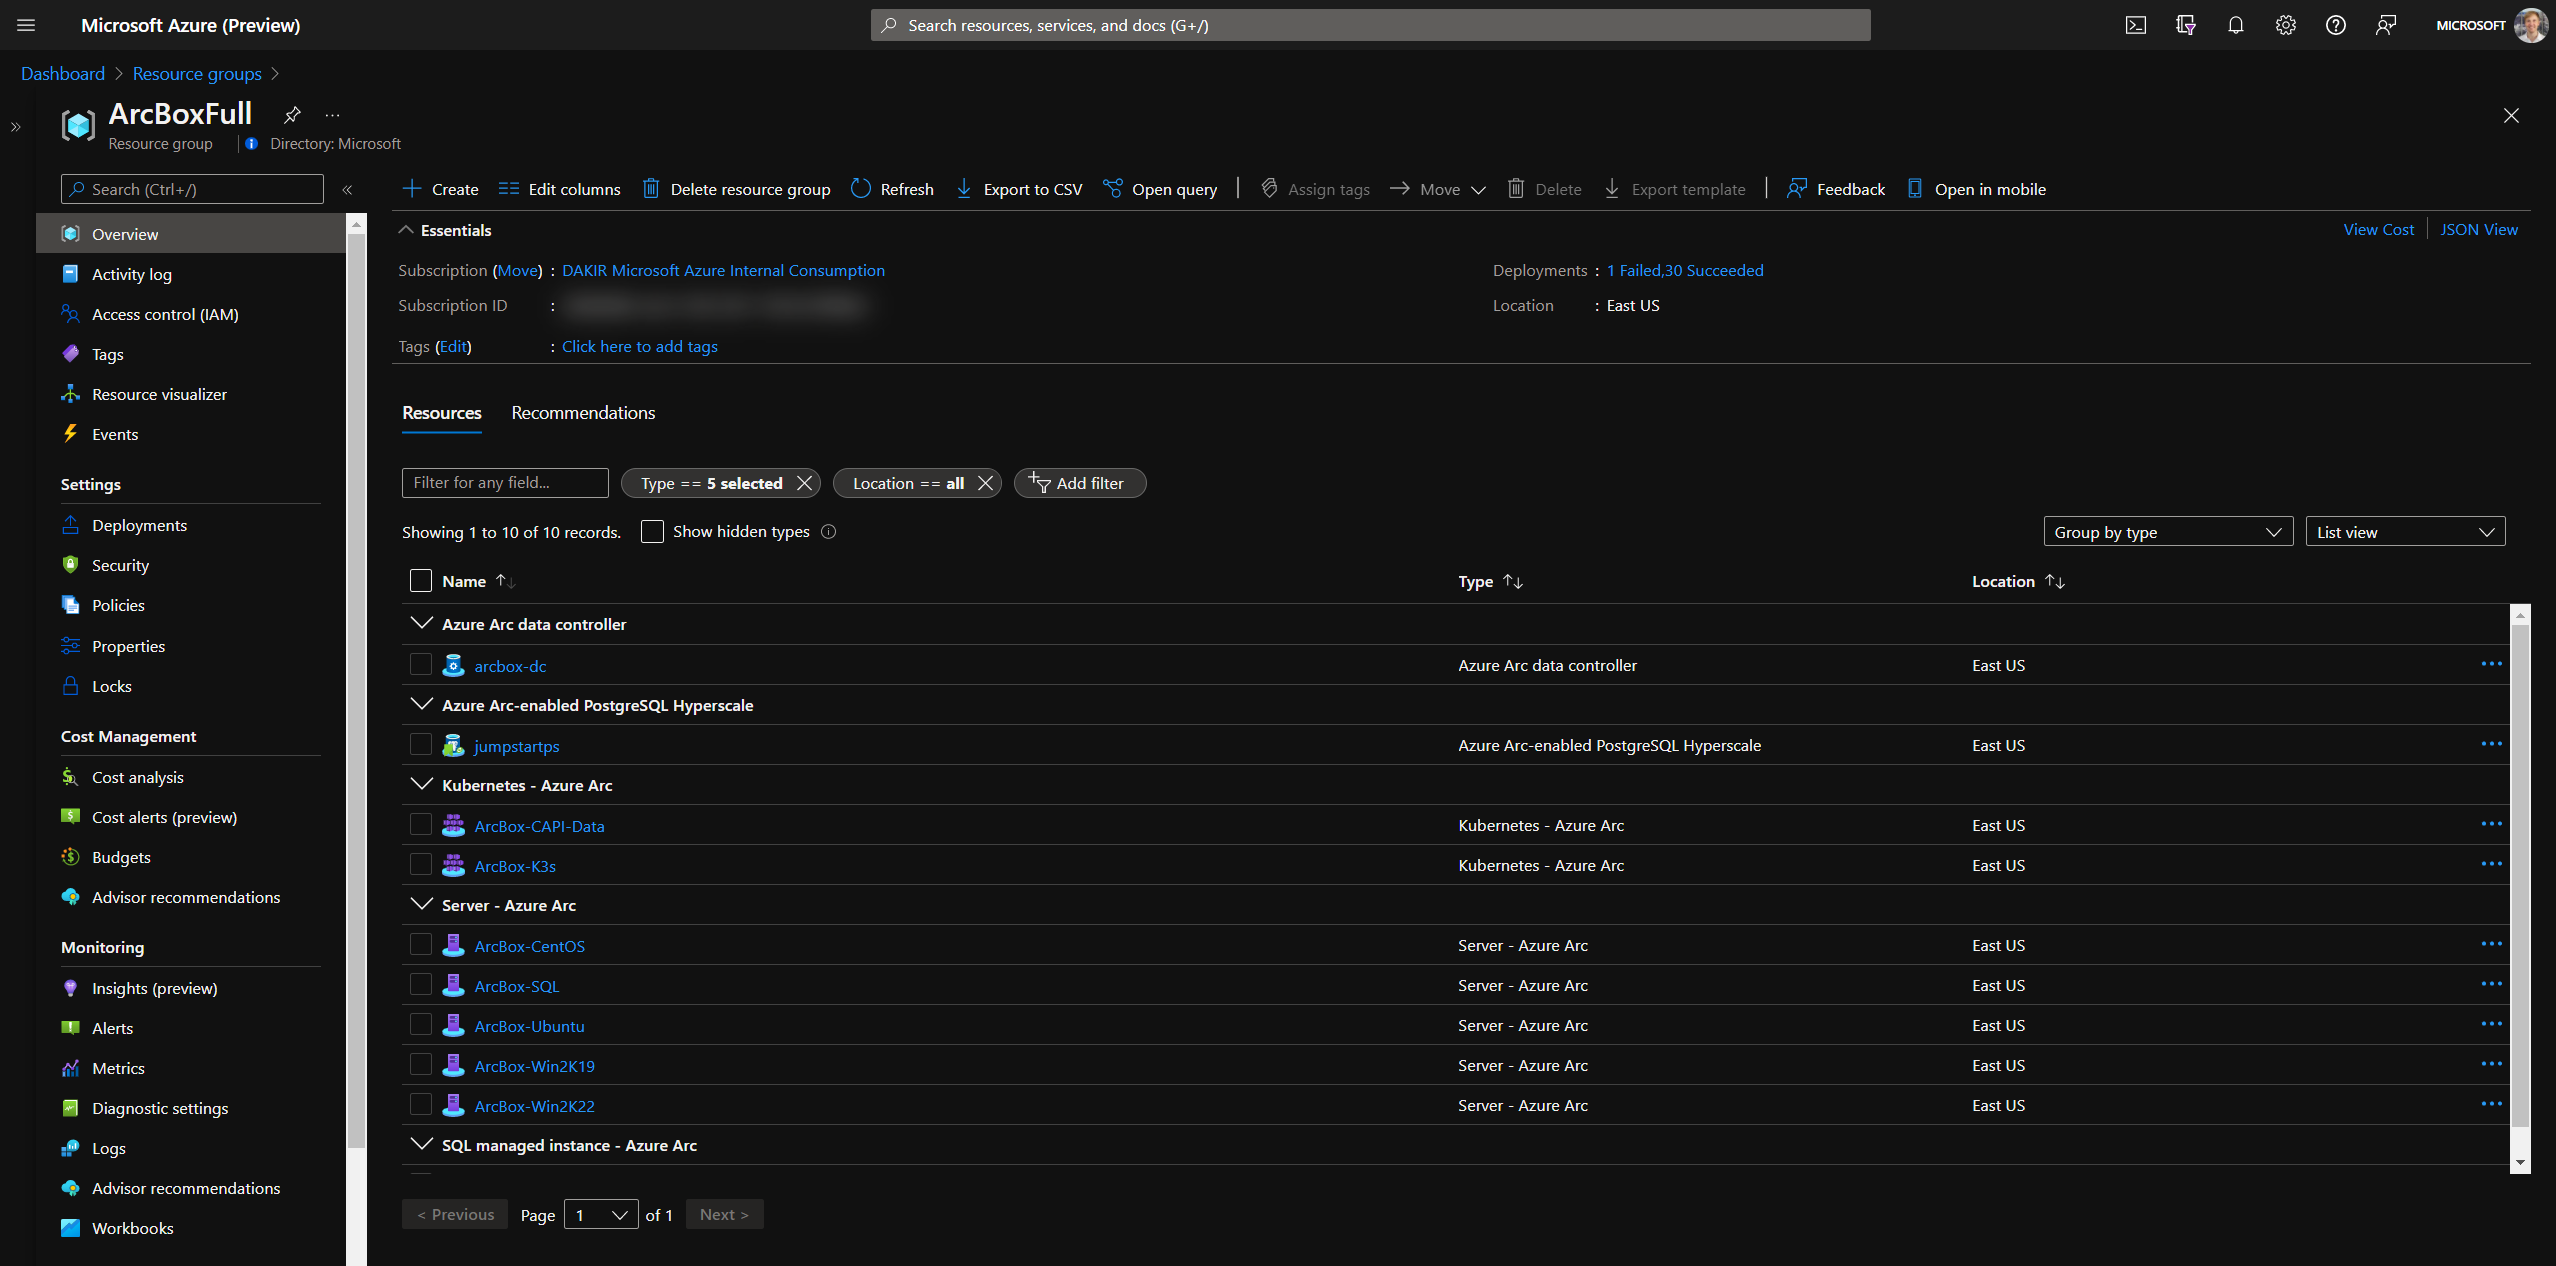 Microsoft Azure (Preview)
Search resources, services, and docs (G+/)
MICROSOFT
Dashboard > Resource groups >
ArcBoxFull
Resource group
Directory: Microsoft
Search (Ctrl+/)
Overview
Activity log
Access control (IAM)
Tags
Resource visualizer
Events
Settings
Deployments
Security
Policies
Properties
Locks
Cost Management
Cost analysis
Cost alerts (preview)
Budgets
Advisor recommendations
Monitoring
Insights (preview)
Alerts
Metrics
Diagnostic settings
Logs
Advisor recommendations
Workbooks
Create
Edit columns
Delete resource group
Refresh
Export to CSV
Open query
Assign tags
Move
Delete
Export template
Feedback
Open in mobile
Essentials
View Cost
JSON View
Subscription (Move) : DAKIR Microsoft Azure Internal Consumption
Deployments : 1 Failed,30 Succeeded
Subscription ID :
Location : East US
Tags (Edit) : Click here to add tags
Resources
Recommendations
Filter for any field...
Type == 5 selected
Location == all
Add filter
Showing 1 to 10 of 10 records.
Show hidden types
Group by type
List view
Name
Type
Location
Azure Arc data controller
arcbox-dc Azure Arc data controller East US
Azure Arc-enabled PostgreSQL Hyperscale
jumpstartps Azure Arc-enabled PostgreSQL Hyperscale East US
Kubernetes - Azure Arc
ArcBox-CAPI-Data Kubernetes - Azure Arc East US
ArcBox-K3s Kubernetes - Azure Arc East US
Server - Azure Arc
ArcBox-CentOS Server - Azure Arc East US
ArcBox-SQL Server - Azure Arc East US
ArcBox-Ubuntu Server - Azure Arc East US
ArcBox-Win2K19 Server - Azure Arc East US
ArcBox-Win2K22 Server - Azure Arc East US
SQL managed instance - Azure Arc
< Previous
Page 1 of 1
Next >